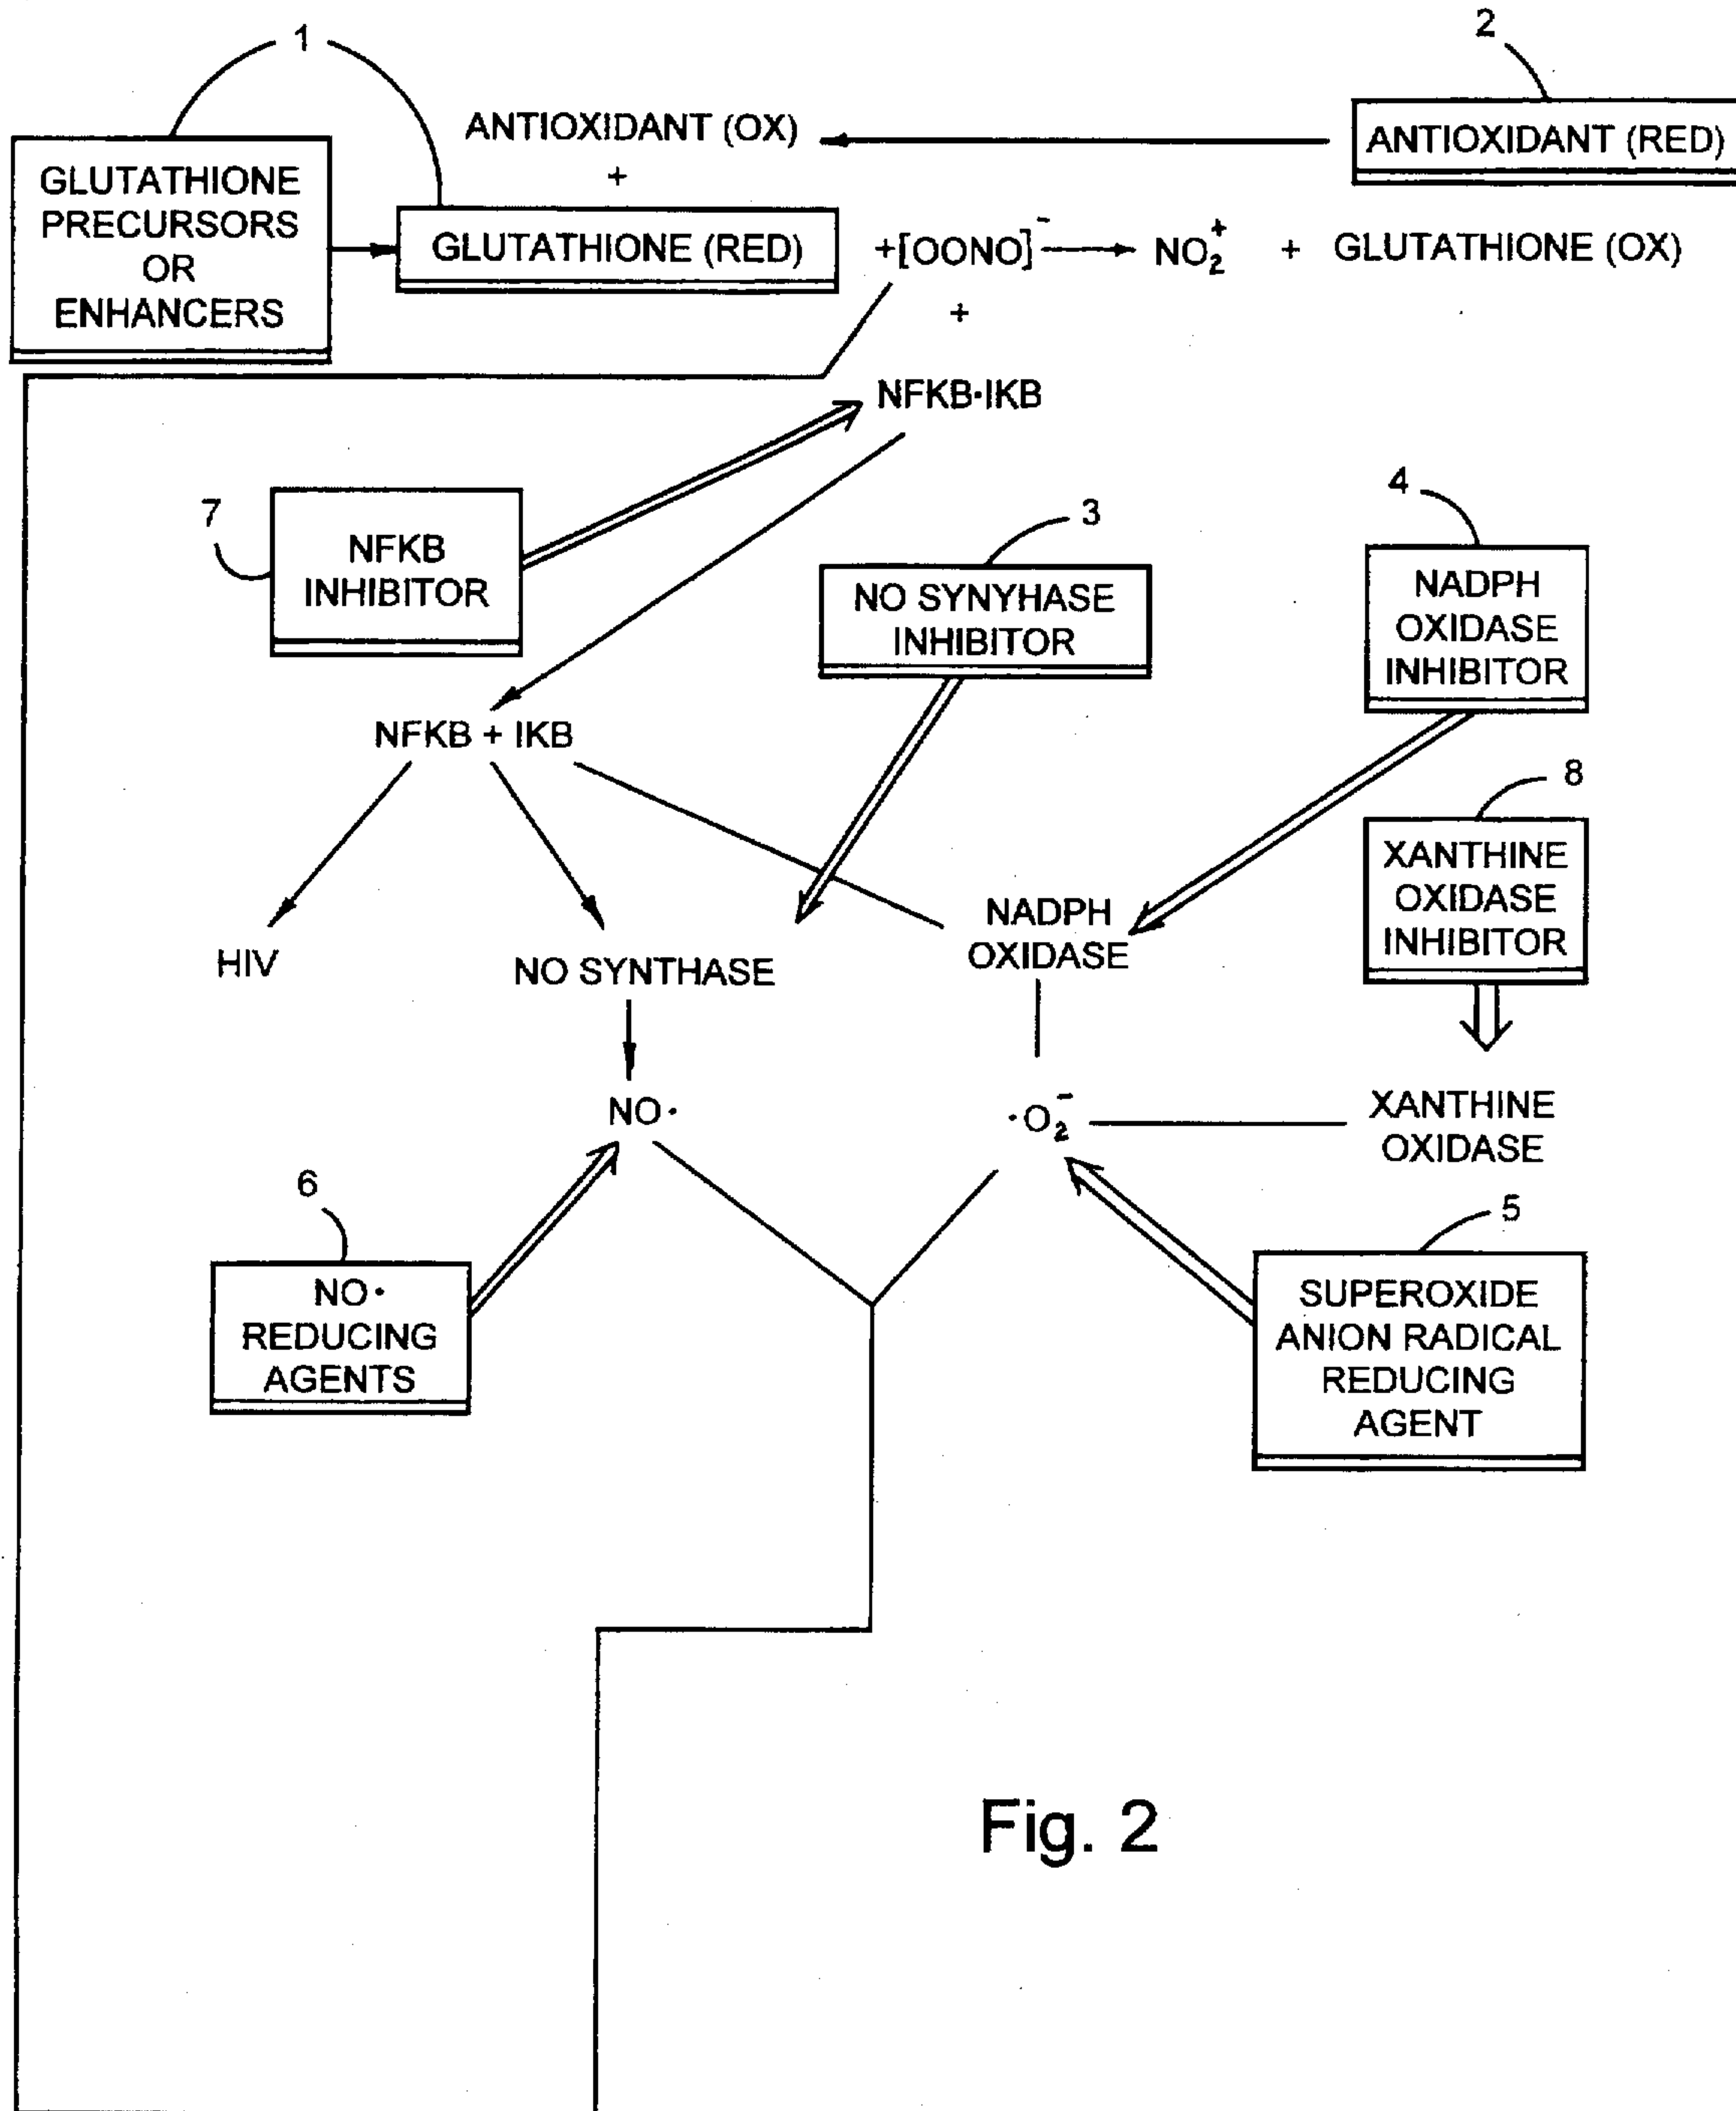 1
2
ANTIOXIDANT (OX)
+
ANTIOXIDANT (RED)
GLUTATHIONE
PRECURSORS
OR
ENHANCERS
GLUTATHIONE (RED)
+[OONO]⁻
NO₂⁺ + GLUTATHIONE (OX)
+
NFKB·IKB
7
NFKB
INHIBITOR
3
NO SYNYHASE
INHIBITOR
4
NADPH
OXIDASE
INHIBITOR
NFKB + IKB
8
XANTHINE
OXIDASE
INHIBITOR
HIV
NO SYNTHASE
NADPH
OXIDASE
NO·
·O₂⁻
XANTHINE
OXIDASE
6
NO·
REDUCING
AGENTS
5
SUPEROXIDE
ANION RADICAL
REDUCING
AGENT
Fig. 2